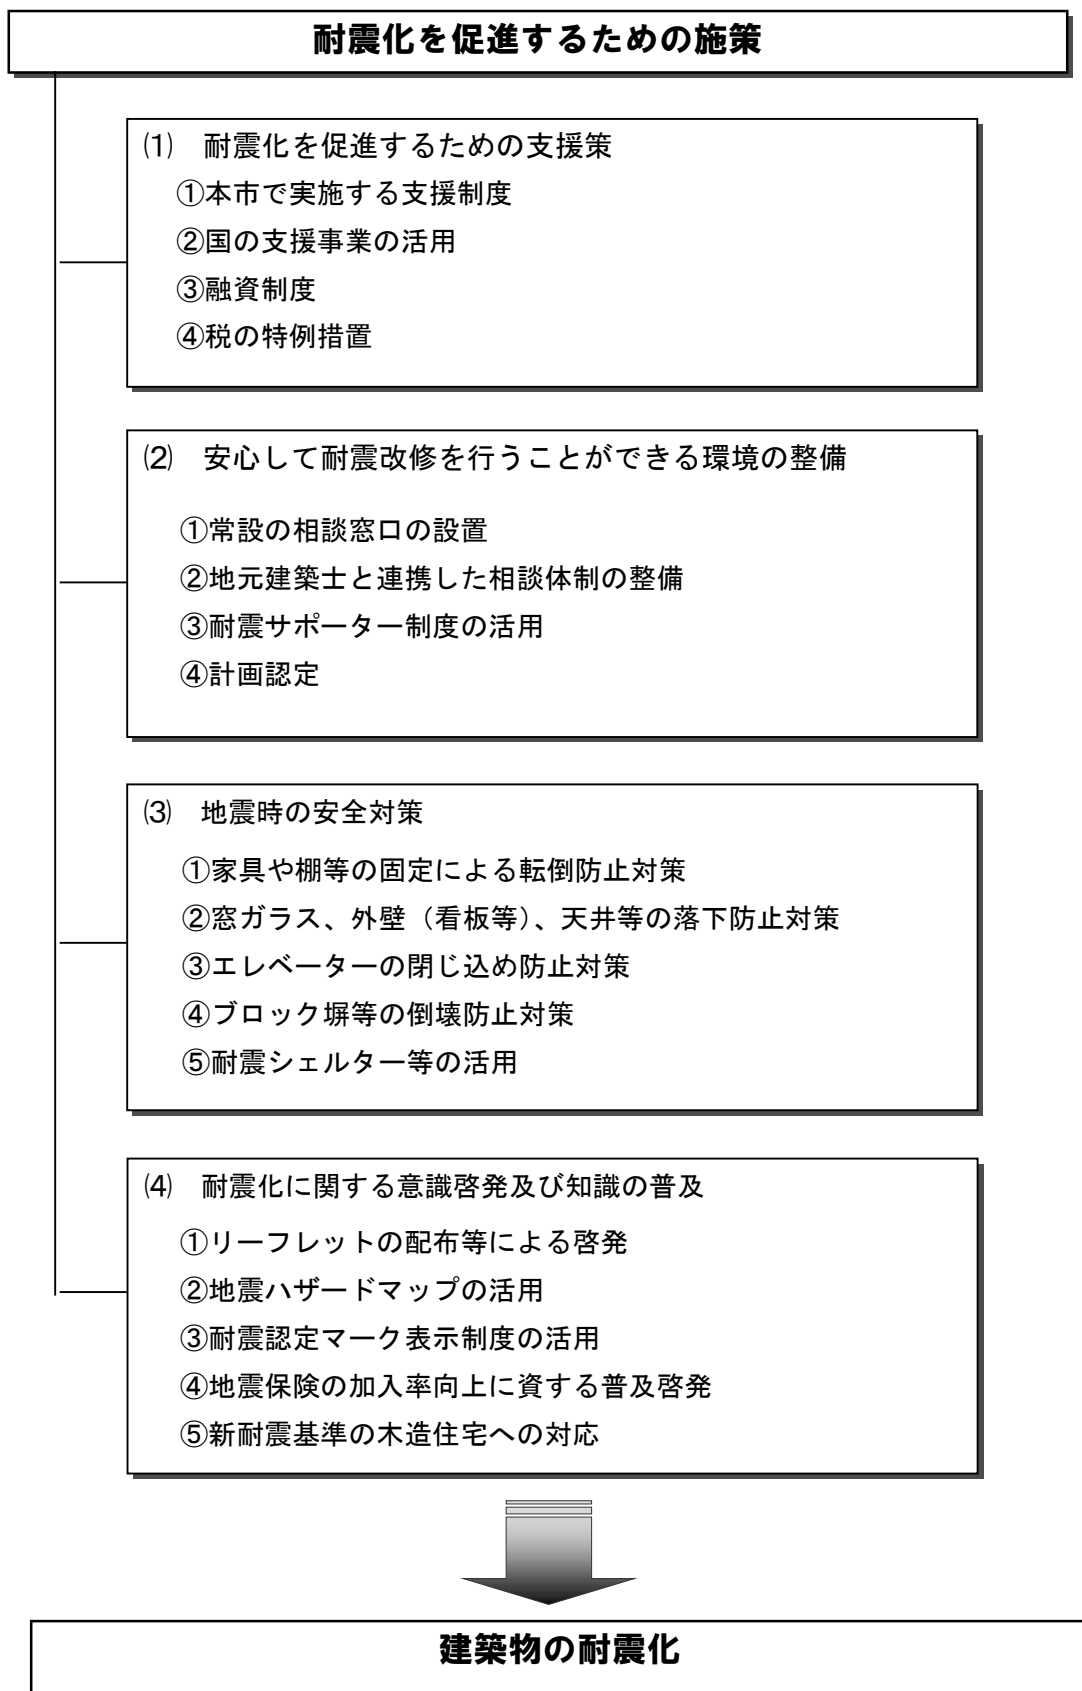 耐震化を促進するための施策
⑴　耐震化を促進するための支援策
①本市で実施する支援制度
②国の支援事業の活用
③融資制度
④税の特例措置
⑵　安心して耐震改修を行うことができる環境の整備
①常設の相談窓口の設置
②地元建築士と連携した相談体制の整備
③耐震サポーター制度の活用
④計画認定
⑶　地震時の安全対策
①家具や棚等の固定による転倒防止対策
②窓ガラス、外壁（看板等）、天井等の落下防止対策
③エレベーターの閉じ込め防止対策
④ブロック塀等の倒壊防止対策
⑤耐震シェルター等の活用
⑷　耐震化に関する意識啓発及び知識の普及
①リーフレットの配布等による啓発
②地震ハザードマップの活用
③耐震認定マーク表示制度の活用
④地震保険の加入率向上に資する普及啓発
⑤新耐震基準の木造住宅への対応
建築物の耐震化